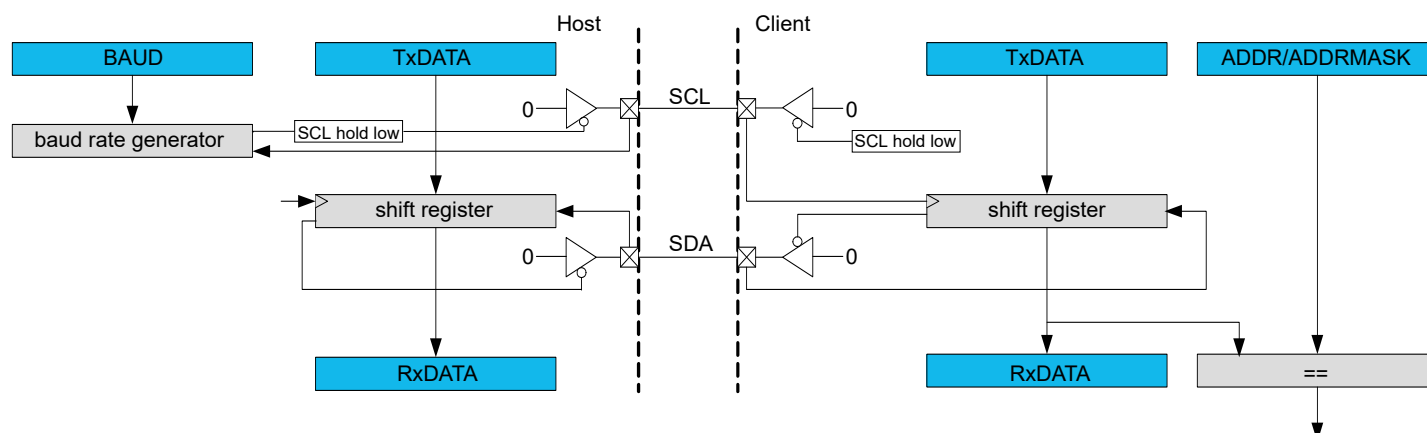 Host Client
BAUD TxDATA TxDATA ADDR/ADDRMASK
0 SCL 0
baud rate generator SCL hold low SCL hold low
shift register shift register
0 SDA 0
RxDATA RxDATA ==